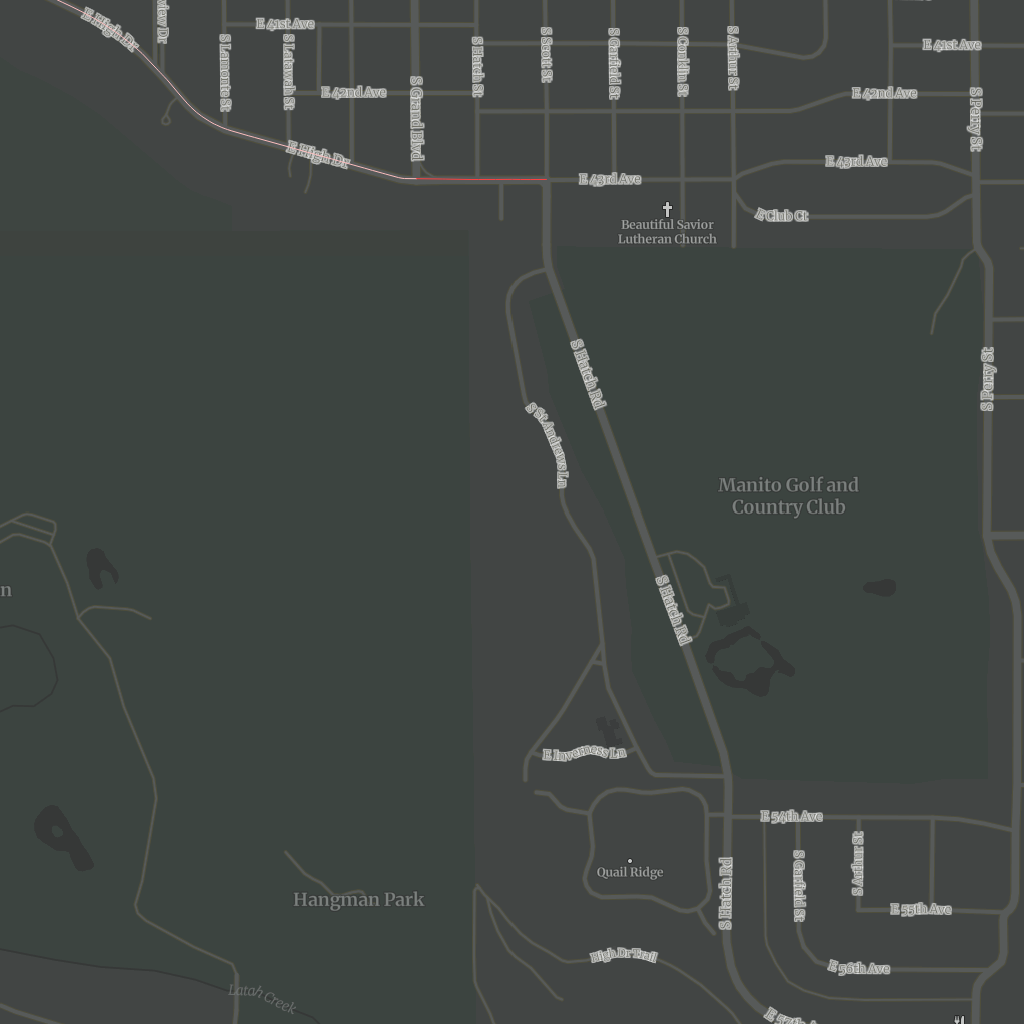 E High Dr
view Dr
S Lamonte St
E 41st Ave
S Latawah St
E 42nd Ave
S Grand Blvd
S Hatch St
S Scott St
S Garfield St
S Conklin St
S Arthur St
E 41st Ave
E 42nd Ave
S Perry St
E High Dr
E 43rd Ave
E 43rd Ave
E Club Ct
Beautiful Savior
Lutheran Church
S Hatch Rd
S Perry St
S St Andrews Ln
Manito Golf and
Country Club
n
S Hatch Rd
E Inverness Ln
E 54th Ave
S Arthur St
S Garfield St
Quail Ridge
S Hatch Rd
Hangman Park
E 55th Ave
High Dr Trail
E 56th Ave
Latah Creek
E 57th A